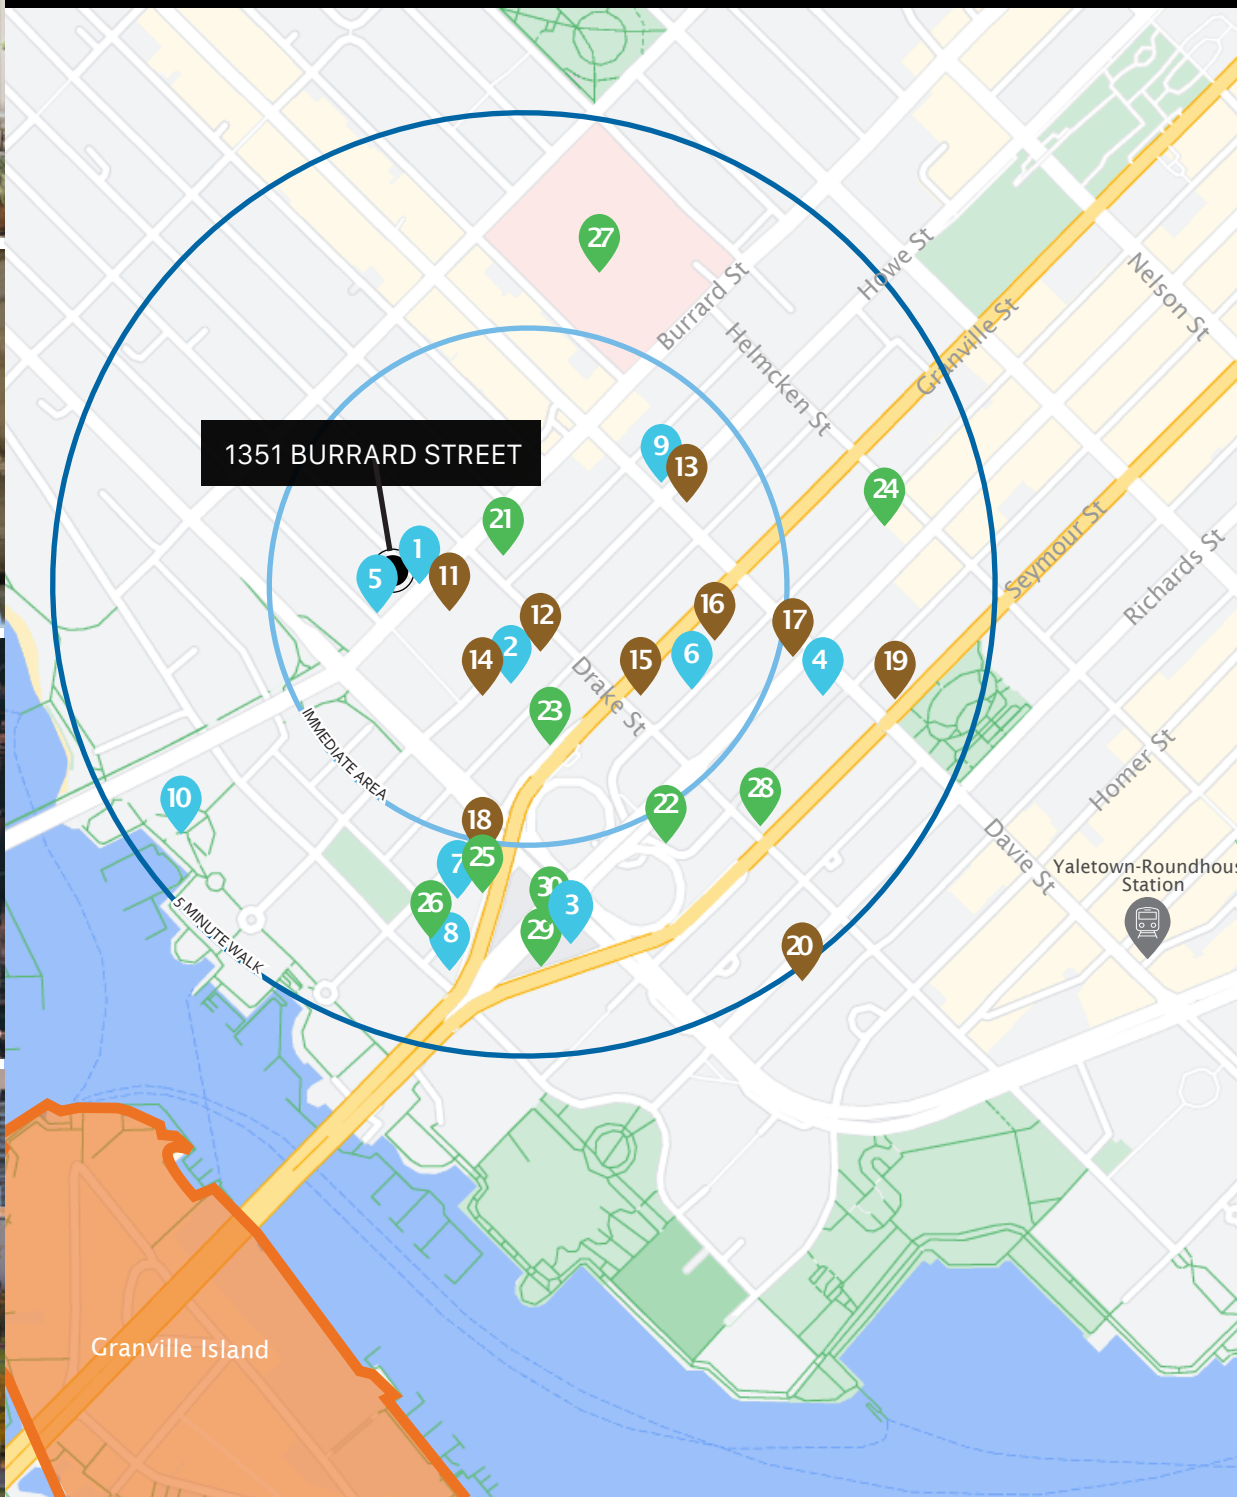 27
Howe St
Nelson St
Burrard St
Granville St
Helmcken St
1351 BURRARD STREET
9
13
24
21
Seymour St
Richards St
1
5
11
12
16
17
14
2
15
6
4
19
Drake St
23
IMMEDIATE AREA
Homer St
10
28
22
18
Davie St
7
25
Yaletown-Roundhous
Station
30
26
3
29
8
5 MINUTE WALK
20
Granville Island